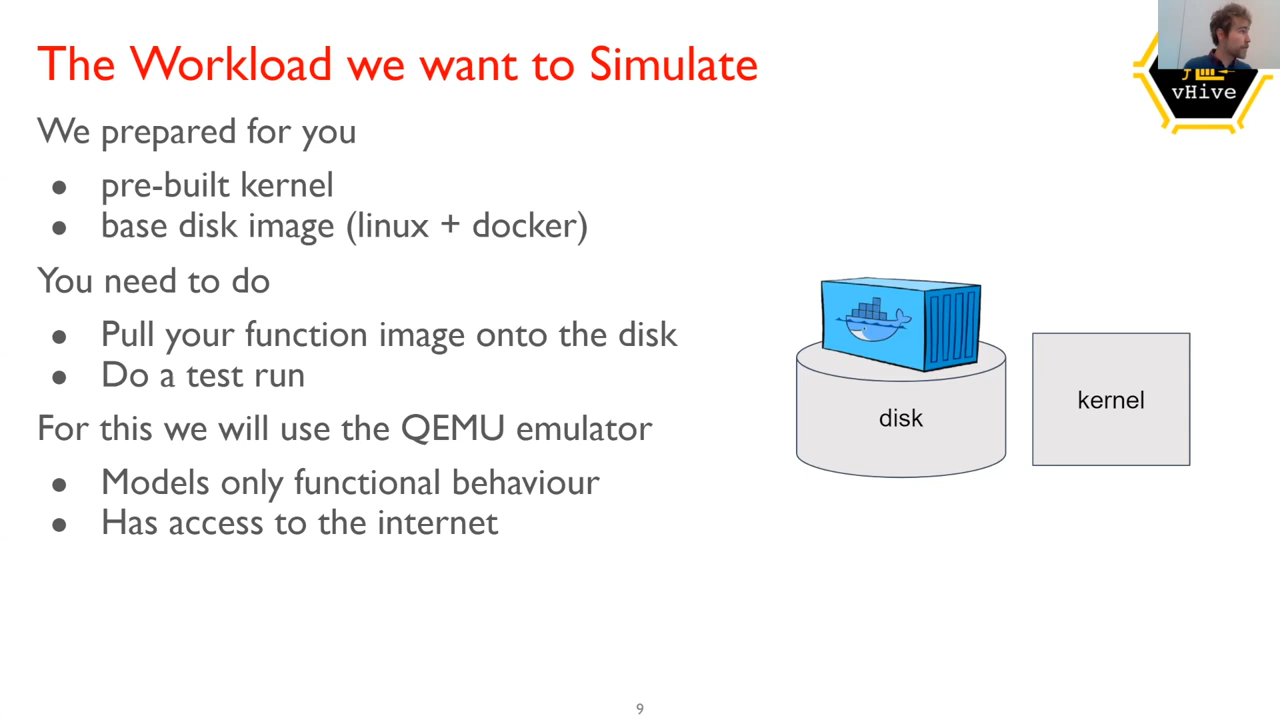 The Workload we want to Simulate
vHive
We prepared for you
● pre-built kernel
● base disk image (linux + docker)
You need to do
● Pull your function image onto the disk
● Do a test run
For this we will use the QEMU emulator
● Models only functional behaviour
● Has access to the internet
disk
kernel
9